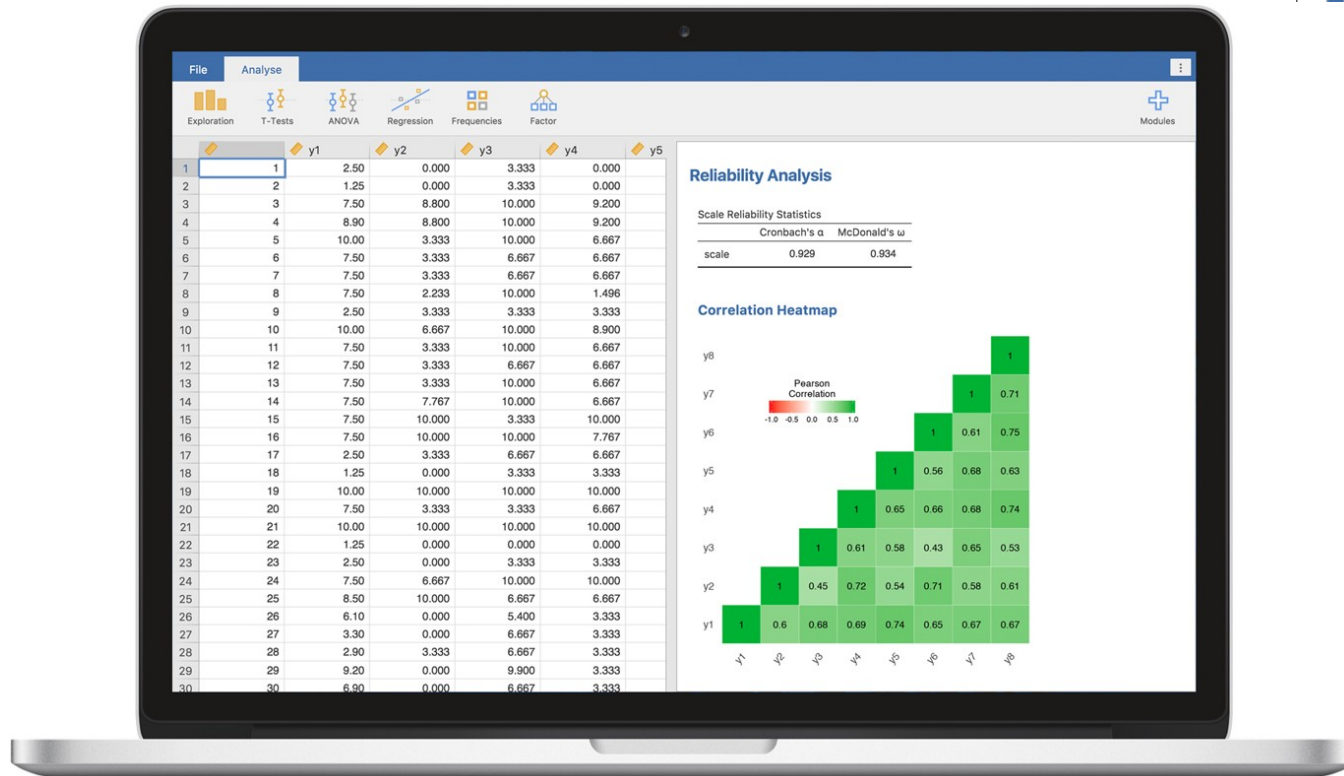 File Analyse
Exploration T-Tests ANOVA Regression Frequencies Factor Modules
y1 y2 y3 y4 y5
1 1 2.50 0.000 3.333 0.000
2 2 1.25 0.000 3.333 0.000
3 3 7.50 8.800 10.000 9.200
4 4 8.90 8.800 10.000 9.200
5 5 10.00 3.333 10.000 6.667
6 6 7.50 3.333 6.667 6.667
7 7 7.50 3.333 6.667 6.667
8 8 7.50 2.233 10.000 1.496
9 9 2.50 3.333 3.333 3.333
10 10 10.00 6.667 10.000 8.900
11 11 7.50 3.333 10.000 6.667
12 12 7.50 3.333 6.667 6.667
13 13 7.50 3.333 10.000 6.667
14 14 7.50 7.767 10.000 6.667
15 15 7.50 10.000 3.333 10.000
16 16 7.50 10.000 10.000 7.767
17 17 2.50 3.333 6.667 6.667
18 18 1.25 0.000 3.333 3.333
19 19 10.00 10.000 10.000 10.000
20 20 7.50 3.333 3.333 6.667
21 21 10.00 10.000 10.000 10.000
22 22 1.25 0.000 0.000 0.000
23 23 2.50 0.000 3.333 3.333
24 24 7.50 6.667 10.000 10.000
25 25 8.50 10.000 6.667 6.667
26 26 6.10 0.000 5.400 3.333
27 27 3.30 0.000 6.667 3.333
28 28 2.90 3.333 6.667 3.333
29 29 9.20 0.000 9.900 3.333
30 30 6.90 0.000 6.667 3.333
Reliability Analysis
Scale Reliability Statistics
Cronbach's α McDonald's ω
scale 0.929 0.934
Correlation Heatmap
Pearson
Correlation
-1.0 -0.5 0.0 0.5 1.0
y8 1
y7 1 0.71
y6 1 0.61 0.75
y5 1 0.56 0.68 0.63
y4 1 0.65 0.66 0.68 0.74
y3 1 0.61 0.58 0.43 0.65 0.53
y2 1 0.45 0.72 0.54 0.71 0.58 0.61
y1 1 0.6 0.68 0.69 0.74 0.65 0.67 0.67
y1 y2 y3 y4 y5 y6 y7 y8